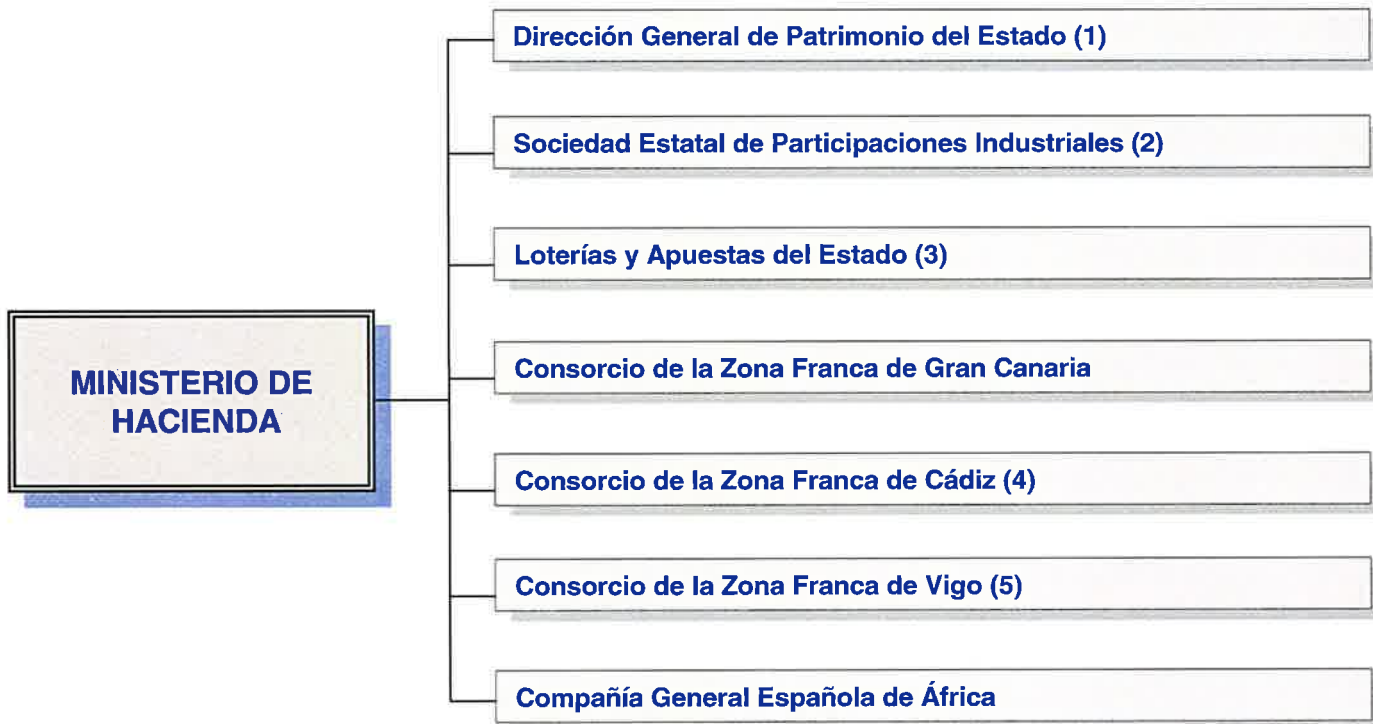 Dirección General de Patrimonio del Estado (1)
Sociedad Estatal de Participaciones Industriales (2)
Loterías y Apuestas del Estado (3)
MINISTERIO DE
HACIENDA
Consorcio de la Zona Franca de Gran Canaria
Consorcio de la Zona Franca de Cádiz (4)
Consorcio de la Zona Franca de Vigo (5)
Compañía General Española de África